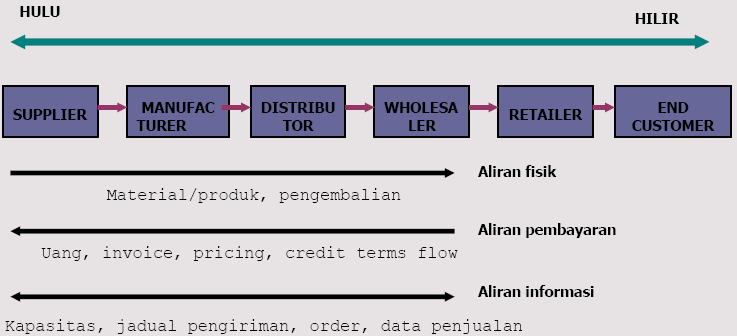 HULU
HILIR
SUPPLIER
MANUFAC
TURER
DISTRIBU
TOR
WHOLESA
LER
RETAILER
END
CUSTOMER
Aliran fisik
Material/produk, pengembalian
Aliran pembayaran
Uang, invoice, pricing, credit terms flow
Aliran informasi
Kapasitas, jadual pengiriman, order, data penjualan